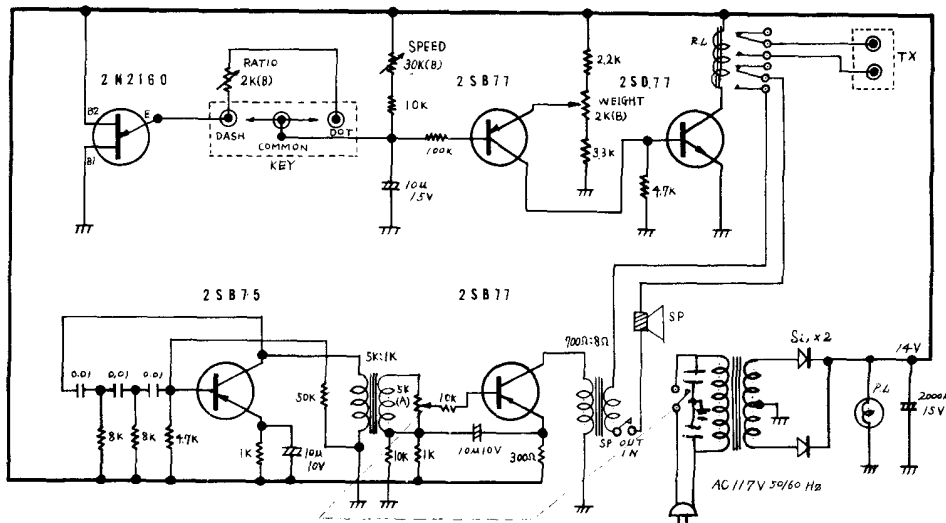 2N2160
B2
B1
E
RATIO
2K(B)
DASH
COMMON
DOT
KEY
SPEED
30K(B)
10K
100K
10μ
15V
2SB77
2.2K
WEIGHT
2K(B)
3.3K
4.7K
2SD77
RL
TX
2SB75
0.01
0.01
0.01
8K
8K
4.7K
1K
10μ
10V
50K
5K:1K
5K
(A)
10K
10K
1K
10μ10V
2SB77
300Ω
700Ω:8Ω
SP
SP OUT
IN
AC 117V 50/60 Hz
Si, x2
14V
P.L
2000μ
15V